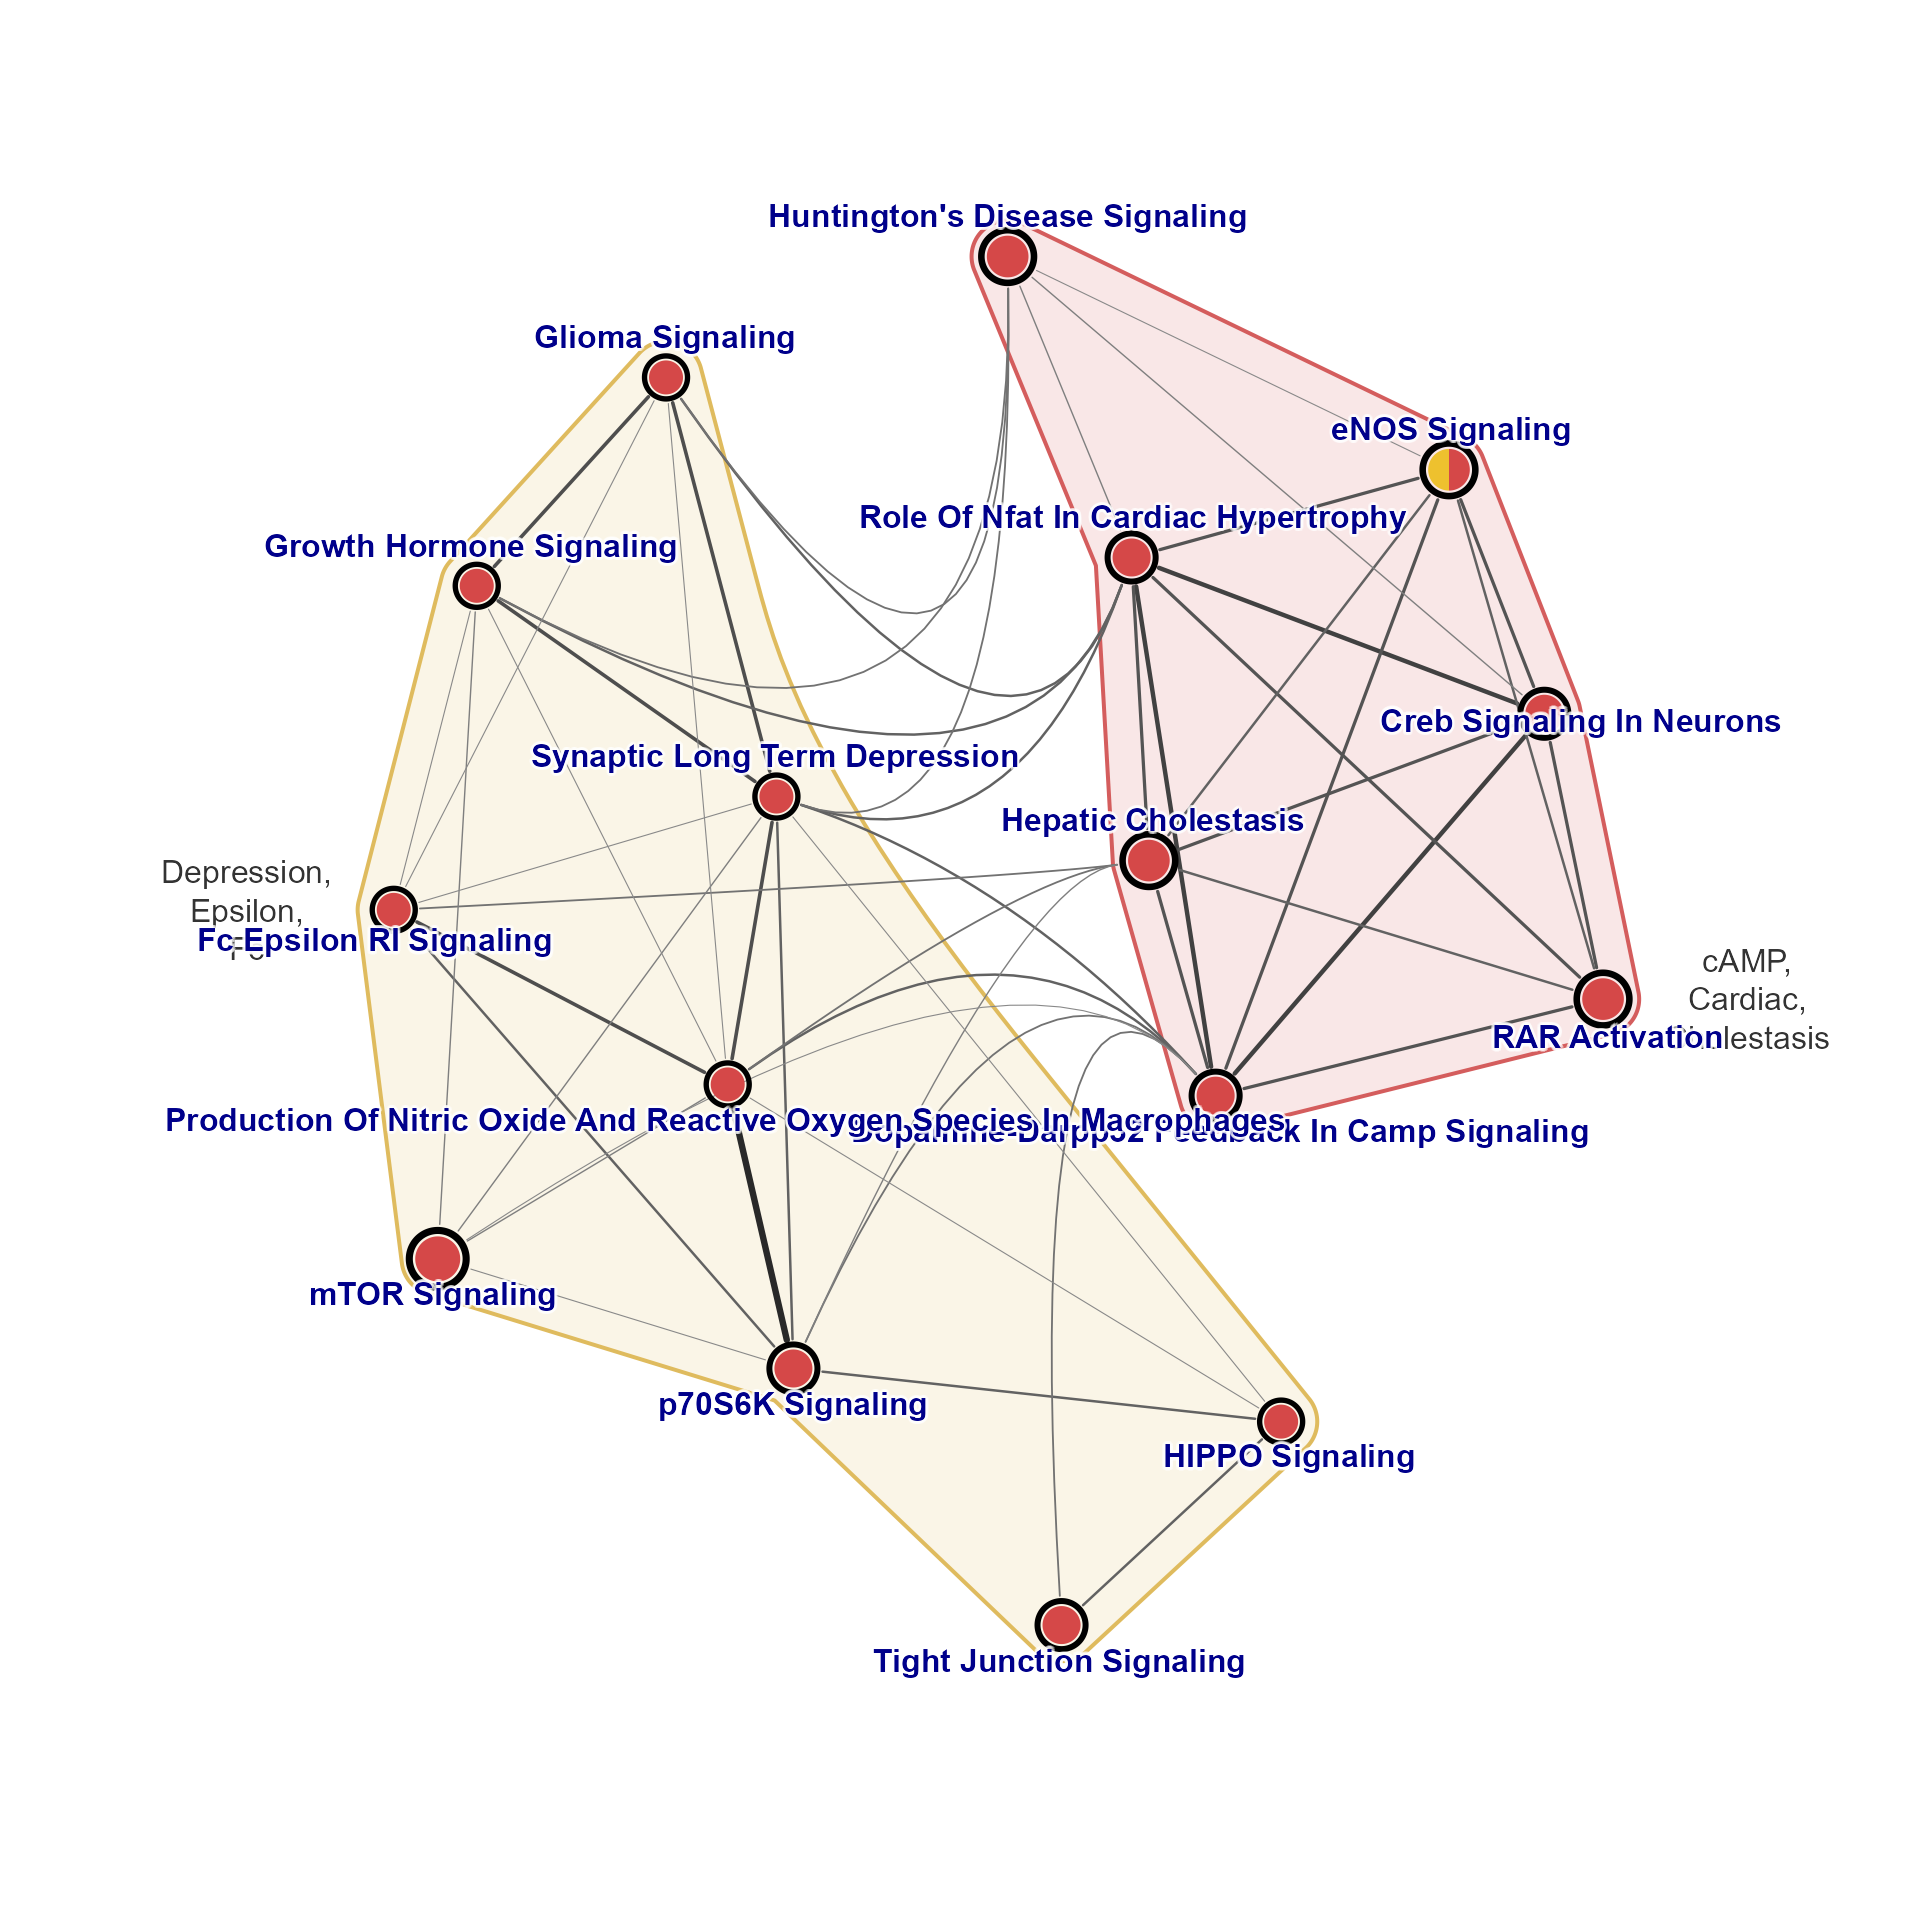 Huntington's Disease Signaling
Glioma Signaling
eNOS Signaling
Role Of Nfat In Cardiac Hypertrophy
Growth Hormone Signaling
Creb Signaling In Neurons
Synaptic Long Term Depression
Hepatic Cholestasis
Depression,
Epsilon,
Fc Epsilon RI Signaling
cAMP,
Cardiac,
RAR Activation
Production Of Nitric Oxide And Reactive Oxygen Species In Macrophages
In Camp Signaling
mTOR Signaling
p70S6K Signaling
HIPPO Signaling
Tight Junction Signaling